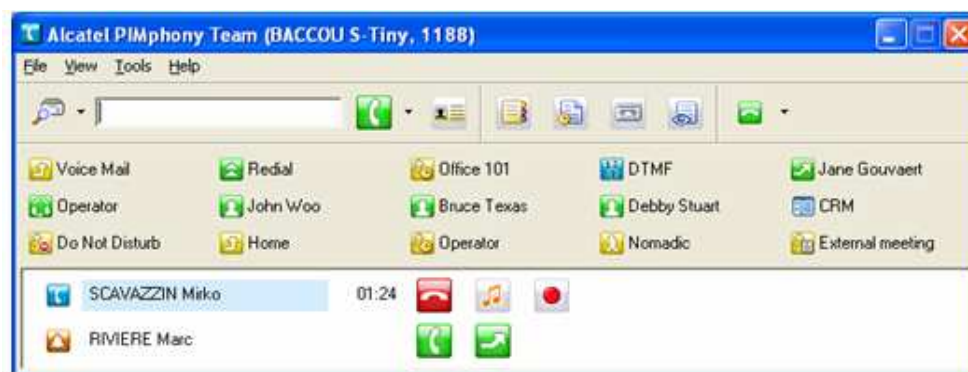 Alcatel PIMphony Team (BACCOU S-Tiny, 1188)
File View Tools Help
Voice Mail Redial Office 101 DTMF Jane Gouvaert
Operator John Woo Bruce Texas Debby Stuart CRM
Do Not Disturb Home Operator Nomadic External meeting
SCAVAZZIN Mirko 01:24
RIVIERE Marc